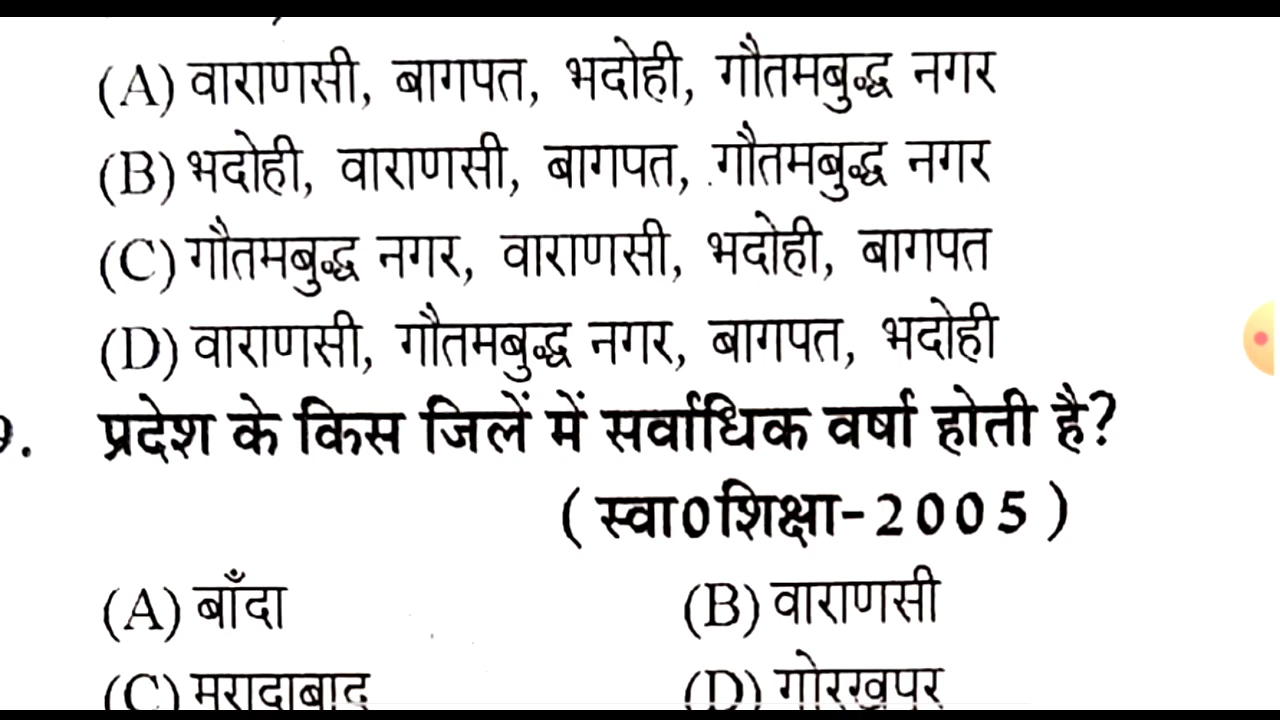 (A) वाराणसी, बागपत, भदोही, गौतमबुद्ध नगर
(B) भदोही, वाराणसी, बागपत, गौतमबुद्ध नगर
(C) गौतमबुद्ध नगर, वाराणसी, भदोही, बागपत
(D) वाराणसी, गौतमबुद्ध नगर, बागपत, भदोही
प्रदेश के किस जिलें में सर्वाधिक वर्षा होती है?
( स्वा0शिक्षा-2005 )
(A) बाँदा (B) वाराणसी
(C) मुरादाबाद (D) गोरखपुर